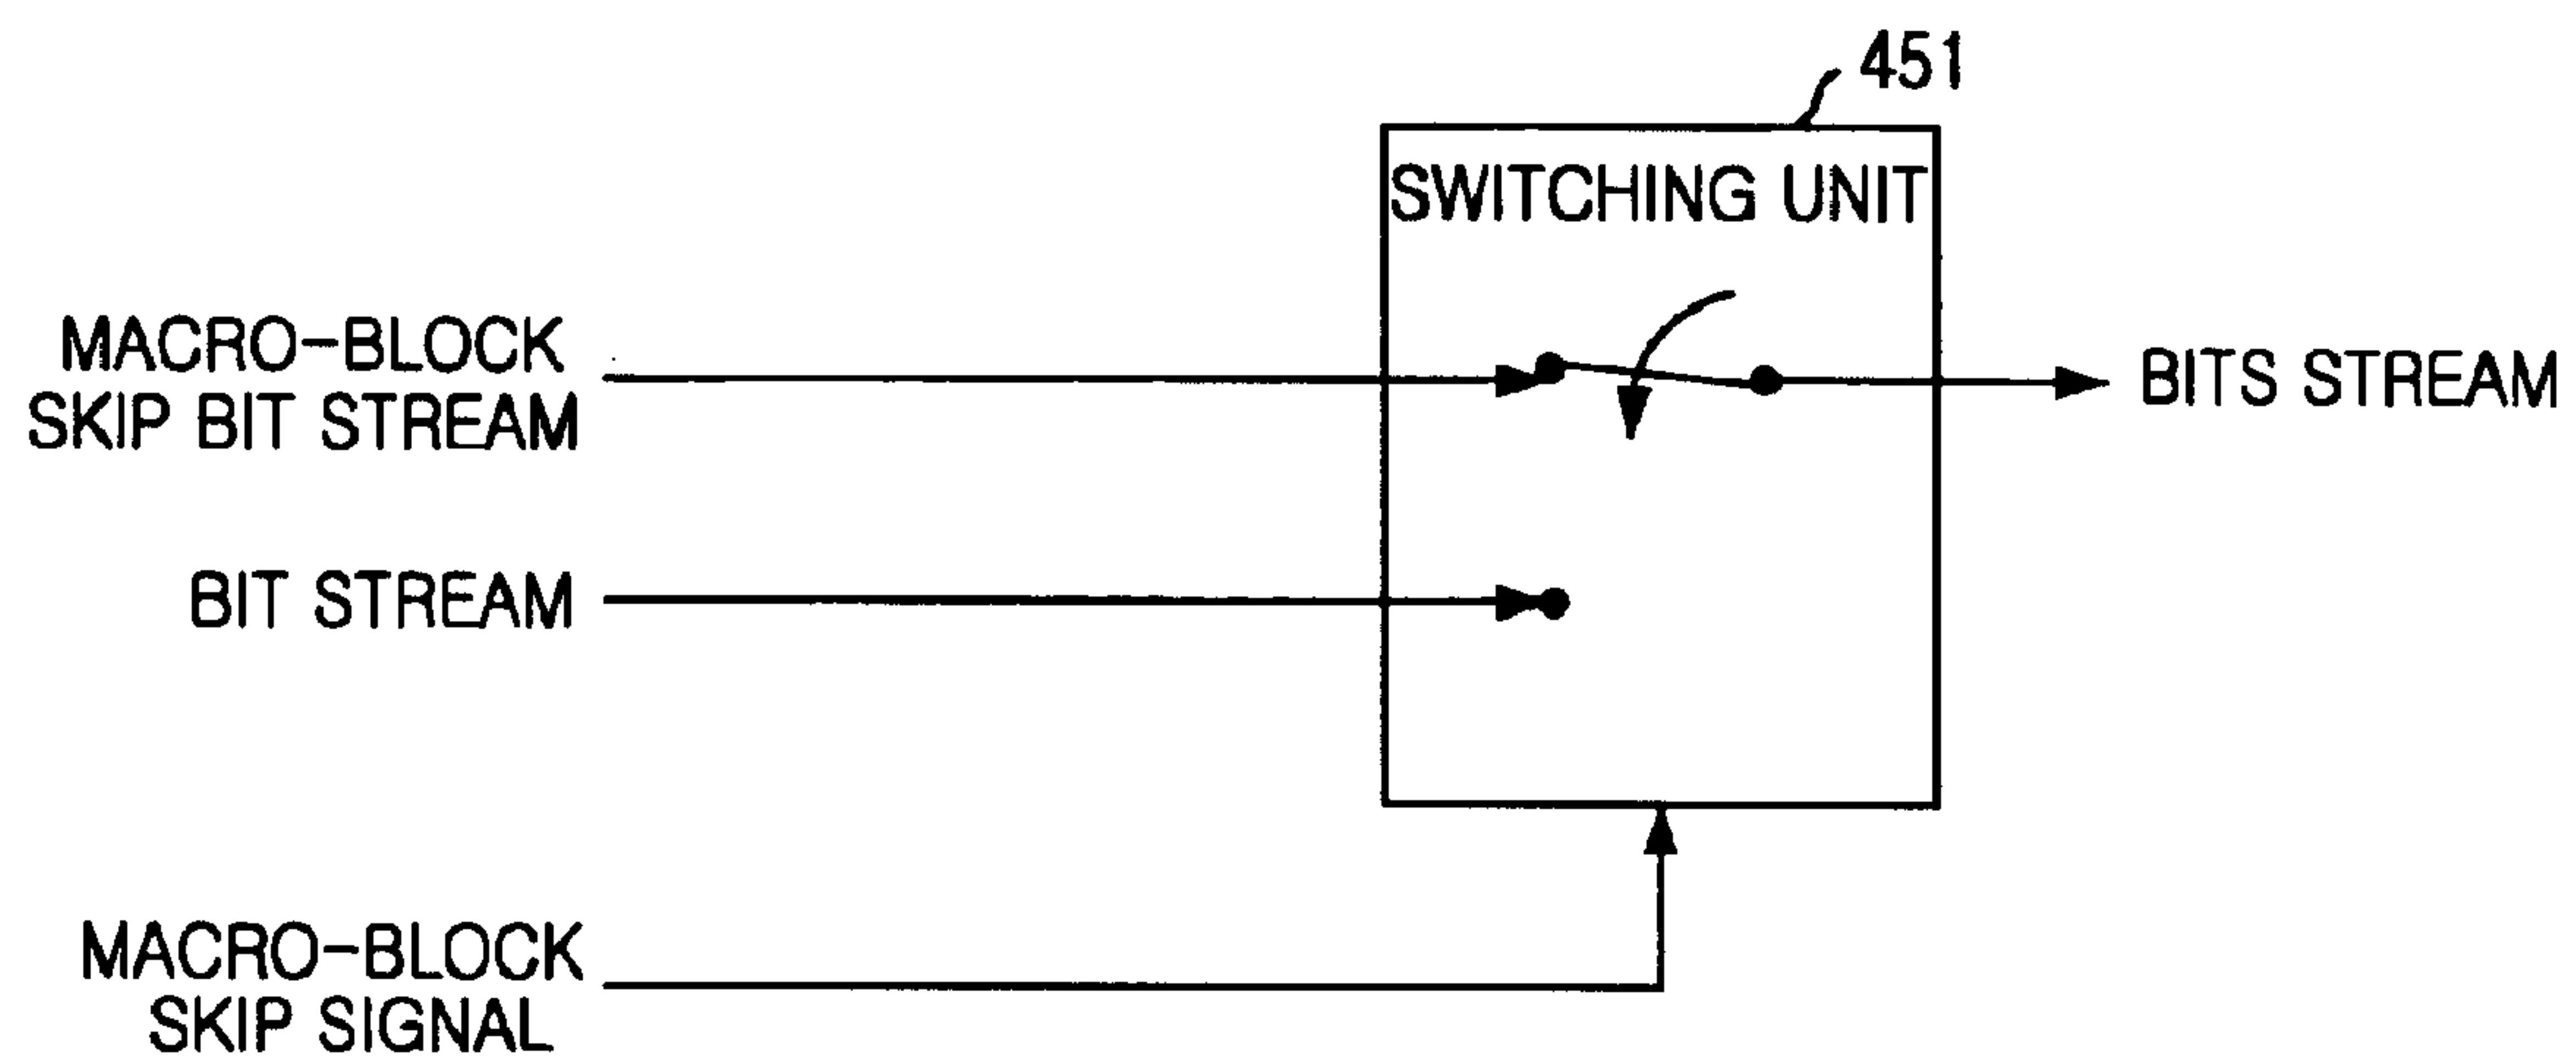 451
SWITCHING UNIT
MACRO-BLOCK
SKIP BIT STREAM
BITS STREAM
BIT STREAM
MACRO-BLOCK
SKIP SIGNAL